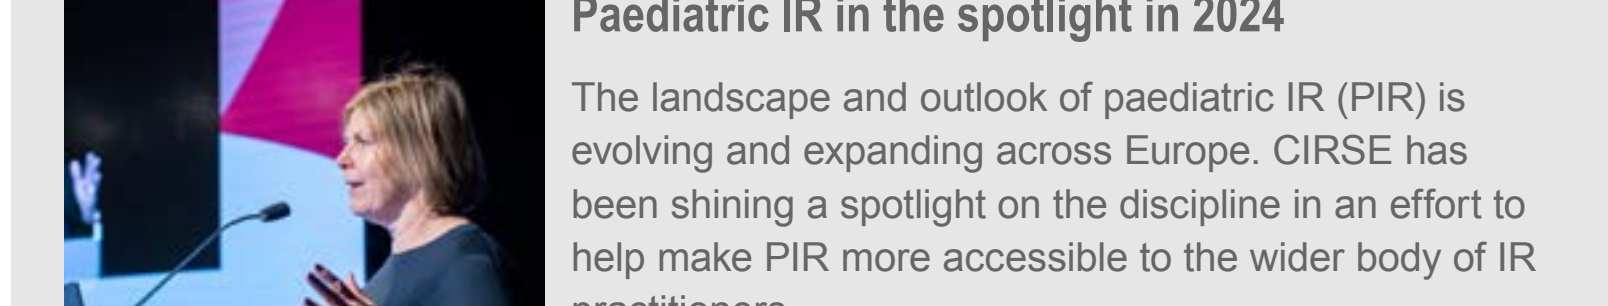 Paediatric IR in the spotlight in 2024
The landscape and outlook of paediatric IR (PIR) is
evolving and expanding across Europe. CIRSE has
been shining a spotlight on the discipline in an effort to
help make PIR more accessible to the wider body of IR
practitioners.